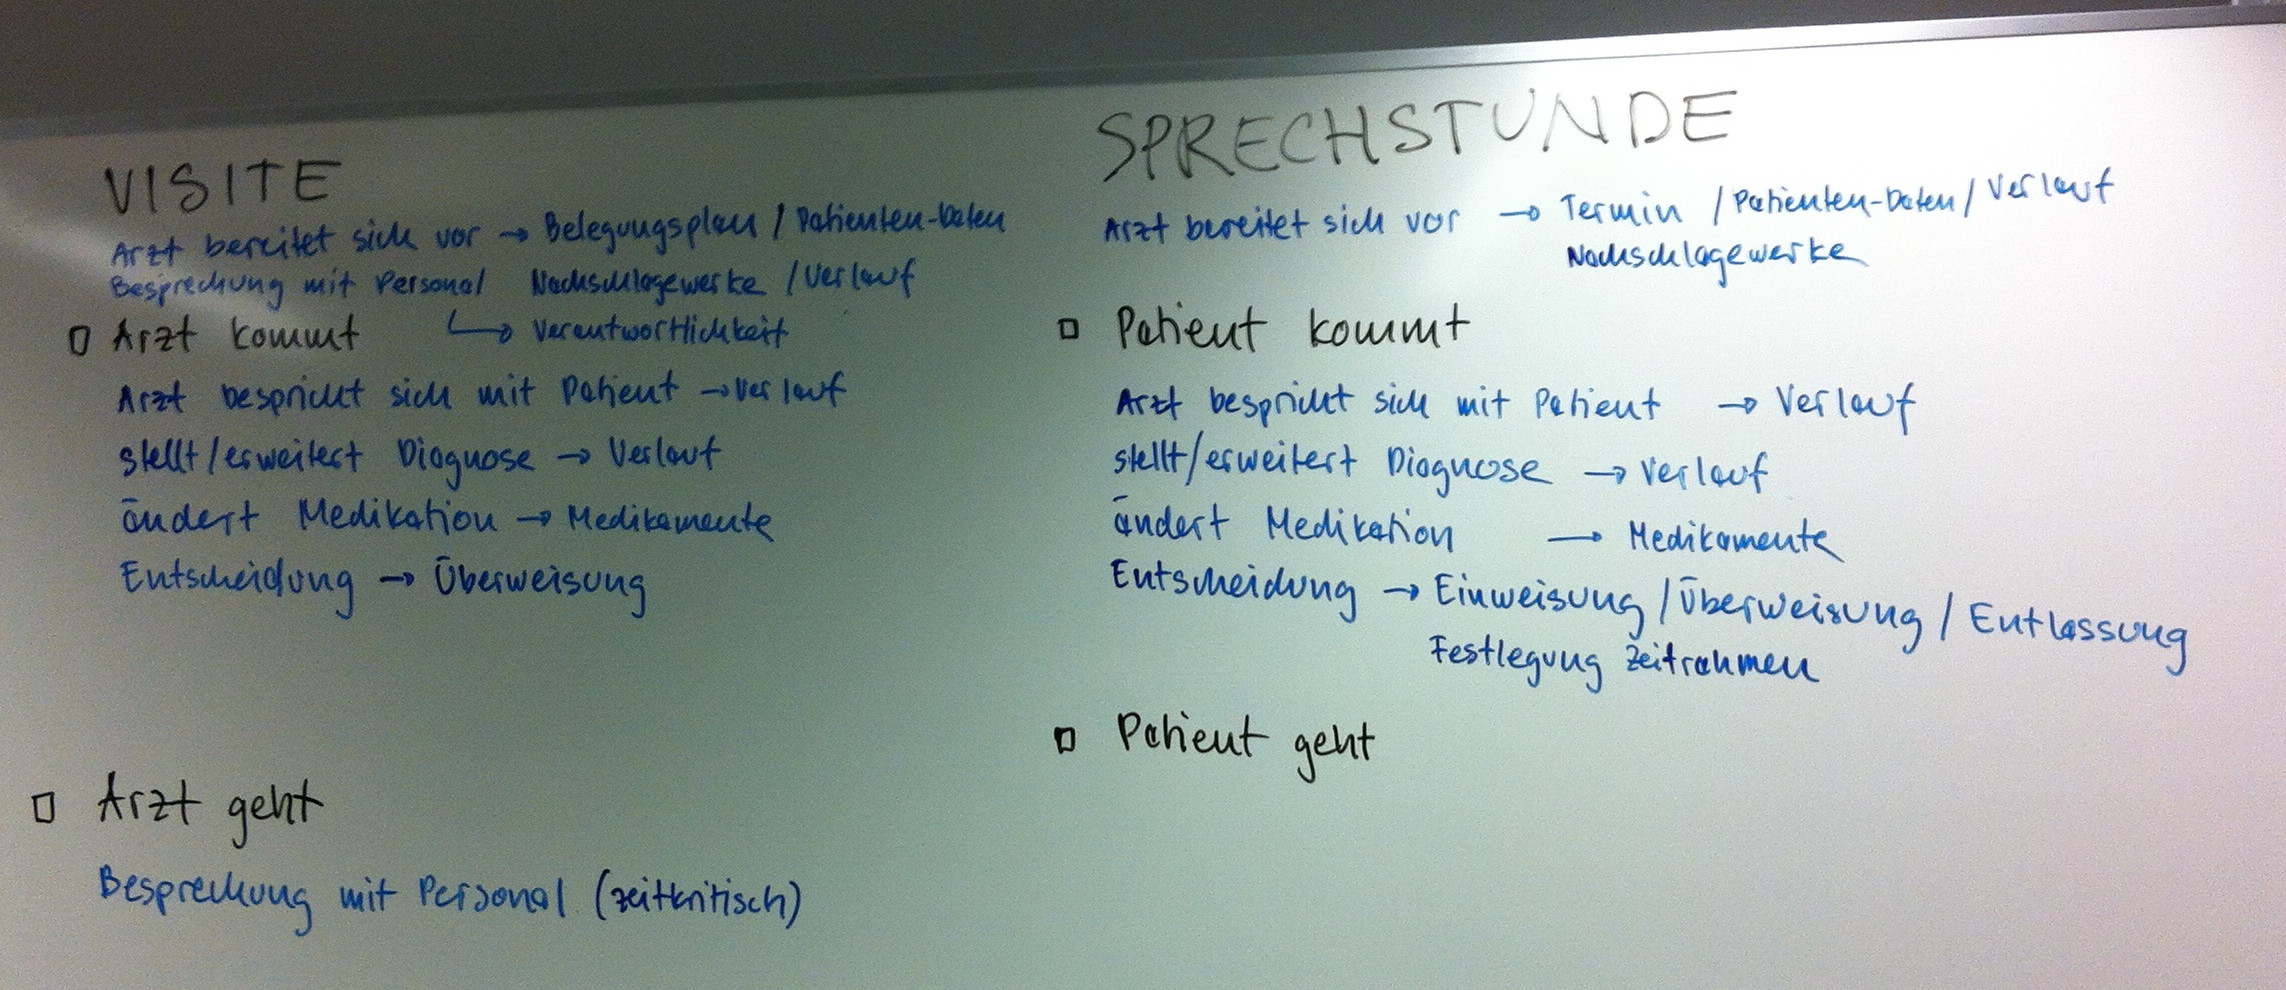 VISITE
Arzt bereitet sich vor → Belegungsplan / Patienten-Daten
Besprechung mit Personal Nachschlagewerke / Verlauf
Arzt kommt ↳ Verantwortlichkeit
Arzt bespricht sich mit Patient → Verlauf
stellt/erweitert Diagnose → Verlauf
ändert Medikation → Medikamente
Entscheidung → Überweisung
Arzt geht
Besprechung mit Personal (zeitkritisch)
SPRECHSTUNDE
Arzt bereitet sich vor → Termin / Patienten-Daten / Verlauf
Nachschlagewerke
Patient kommt
Arzt bespricht sich mit Patient → Verlauf
stellt/erweitert Diagnose → Verlauf
ändert Medikation → Medikamente
Entscheidung → Einweisung / Überweisung / Entlassung
Festlegung Zeitrahmen
Patient geht